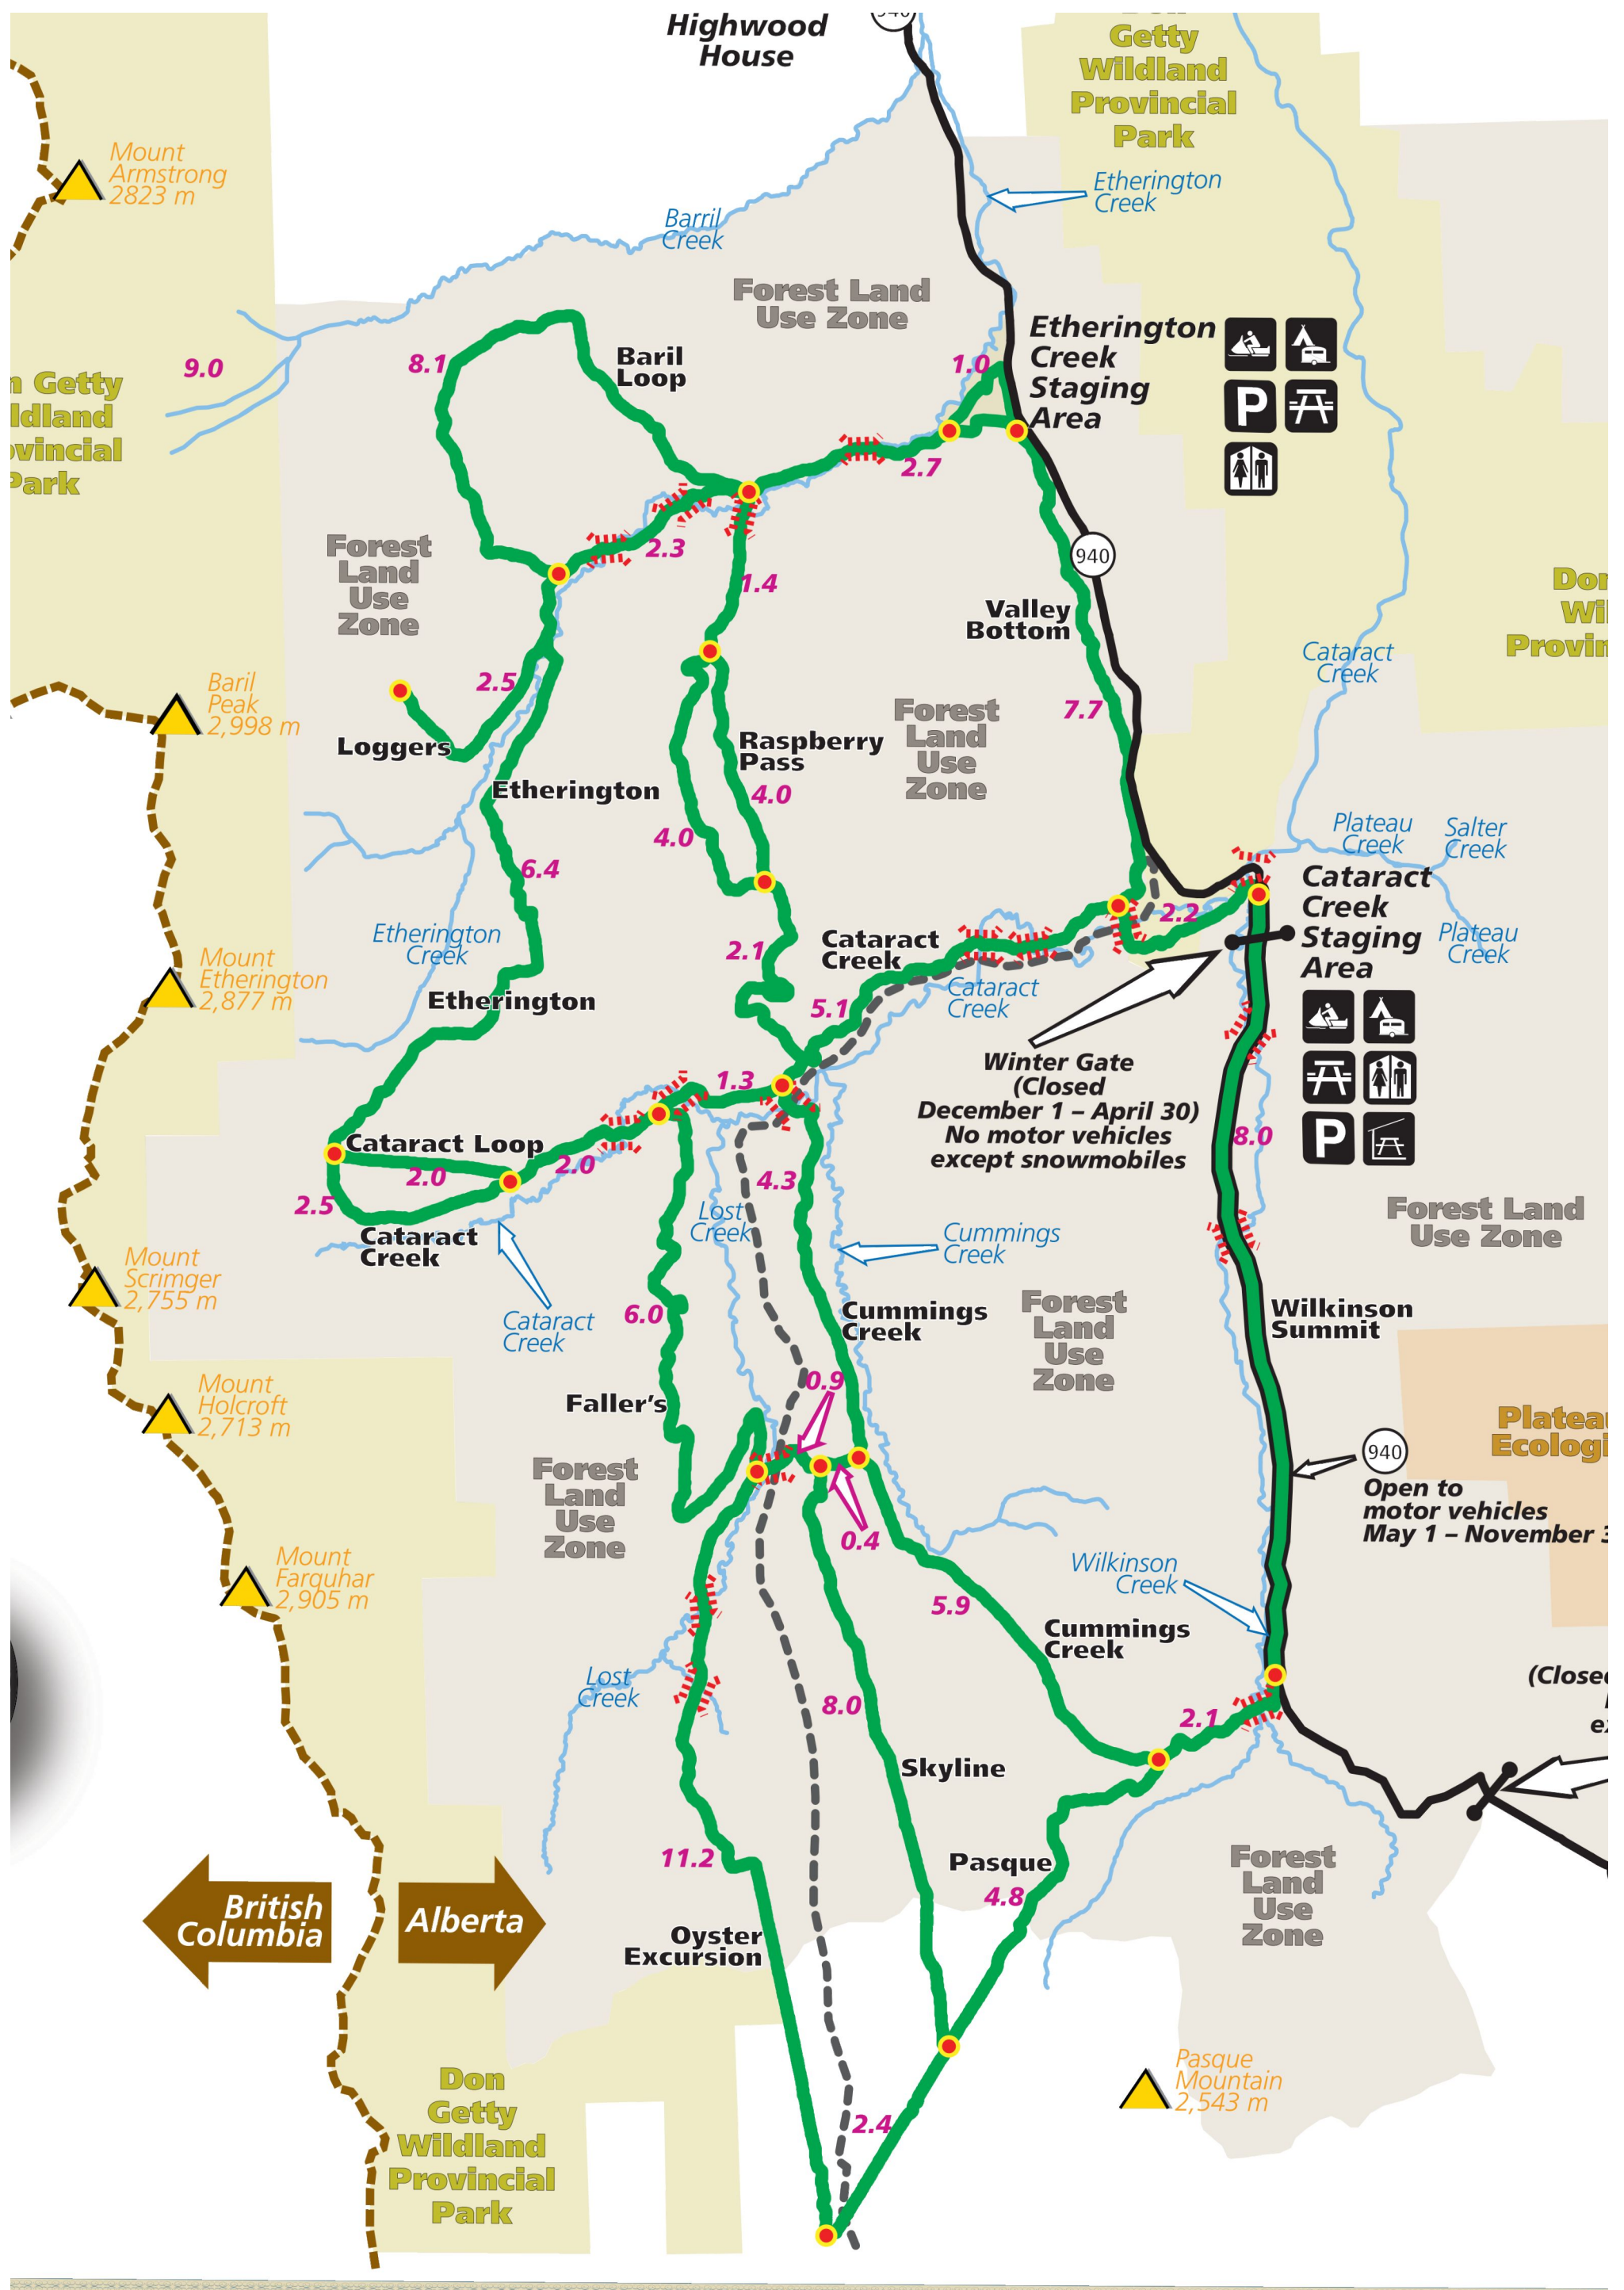 Highwood
House
940
Getty
Wildland
Provincial
Park
Mount
Armstrong
2823 m
Etherington
Creek
Barril
Creek
Forest Land
Use Zone
Etherington
Creek
Staging
Area
P
1.0
9.0
8.1
Baril
Loop
n Getty
ldland
ovincial
Park
2.7
Forest
Land
Use
Zone
2.3
940
1.4
Valley
Bottom
Cataract
Creek
Baril
Peak
2,998 m
2.5
Loggers
7.7
Forest
Land
Use
Zone
Raspberry
Pass
Etherington
4.0
4.0
6.4
Plateau
Creek
Salter
Creek
Cataract
Creek
Staging
Area
P
Plateau
Creek
2.2
Etherington
Creek
2.1
Cataract
Creek
Mount
Etherington
2,877 m
Etherington
5.1
Cataract
Creek
Winter Gate
(Closed
December 1 – April 30)
No motor vehicles
except snowmobiles
1.3
8.0
Cataract Loop
2.0
2.0
2.5
4.3
Lost
Creek
Cataract
Creek
Cummings
Creek
Forest Land
Use Zone
Mount
Scrimger
2,755 m
Cataract
Creek
6.0
Cummings
Creek
Forest
Land
Use
Zone
Wilkinson
Summit
Mount
Holcroft
2,713 m
Faller's
0.9
Plateau
Ecologi
940
Open to
motor vehicles
May 1 – November 3
Forest
Land
Use
Zone
0.4
Mount
Farquhar
2,905 m
Wilkinson
Creek
5.9
Cummings
Creek
Lost
Creek
8.0
2.1
(Close
Skyline
11.2
Pasque
4.8
Forest
Land
Use
Zone
British
Columbia
Alberta
Oyster
Excursion
Don
Getty
Wildland
Provincial
Park
Pasque
Mountain
2,543 m
2.4